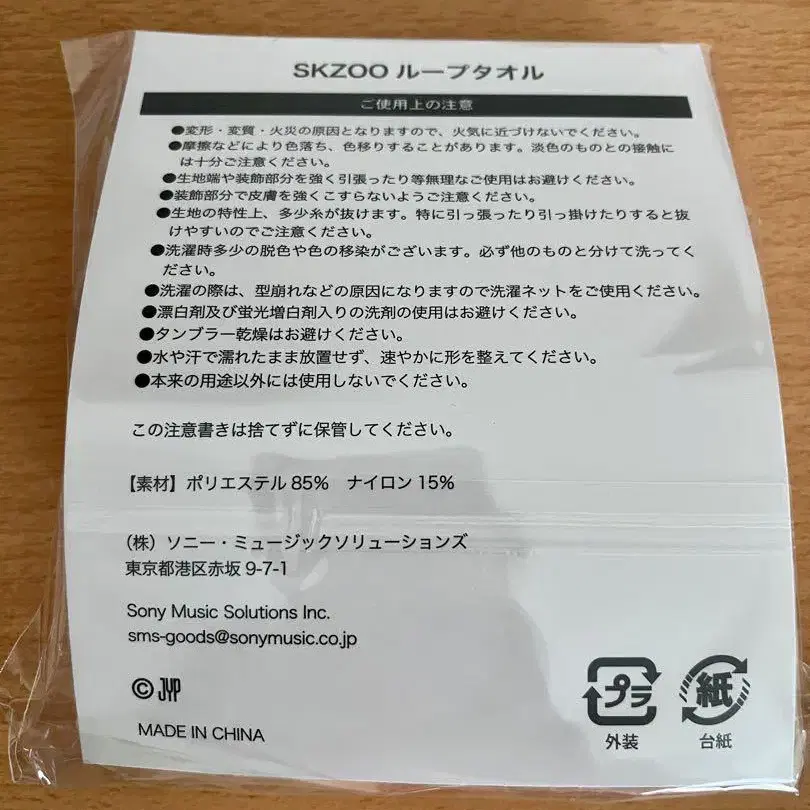 SKZOO ループタオル
ご使用上の注意
●変形・変質・火災の原因となりますので、火気に近づけないでください。
●摩擦などにより色落ち、色移りすることがあります。淡色のものとの接触に
は十分ご注意ください。
●生地端や装飾部分を強く引張ったり等無理なご使用はお避けください。
●装飾部分で皮膚を強くこすらないようご注意ください。
●生地の特性上、多少糸が抜けます。特に引っ張ったり引っ掛けたりすると抜
けやすいのでご注意ください。
●洗濯時多少の脱色や色の移染がございます。必ず他のものと分けて洗ってく
ださい。
●洗濯の際は、型崩れなどの原因になりますので洗濯ネットをご使用ください。
●漂白剤及び蛍光増白剤入りの洗剤の使用はお避けください。
●タンブラー乾燥はお避けください。
●水や汗で濡れたまま放置せず、速やかに形を整えてください。
●本来の用途以外には使用しないでください。
この注意書きは捨てずに保管してください。
【素材】ポリエステル 85%　ナイロン 15%
（株）ソニー・ミュージックソリューションズ
東京都港区赤坂 9-7-1
Sony Music Solutions Inc.
sms-goods@sonymusic.co.jp
© JYP
MADE IN CHINA
プラ
外装
紙
台紙